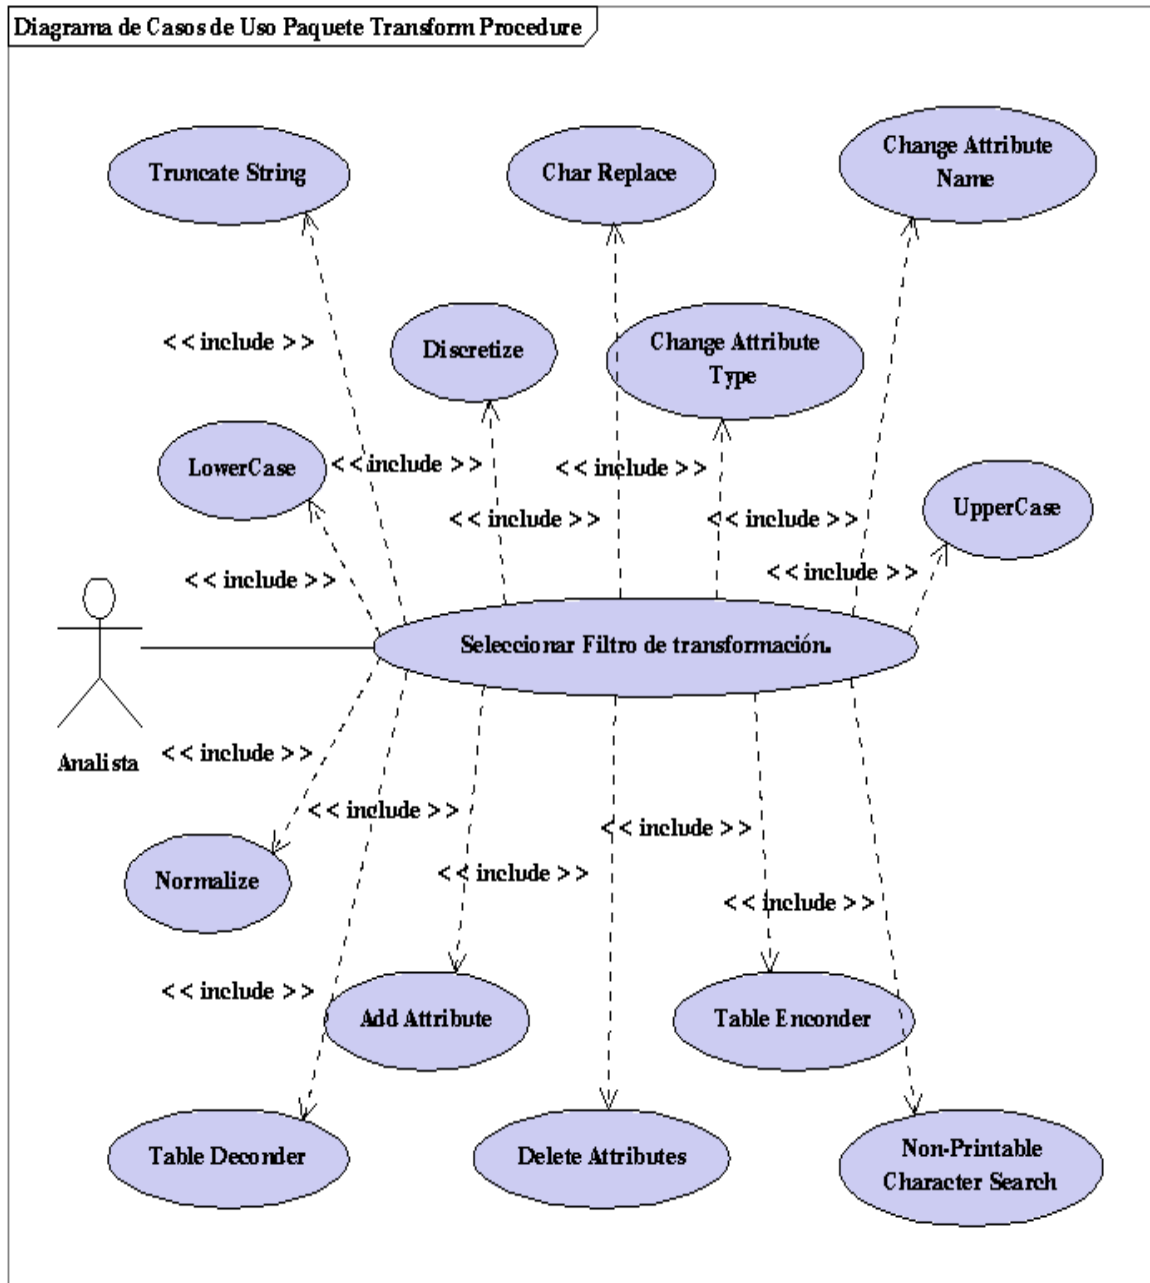 Diagrama de Casos de Uso Paquete Transform Procedure
Truncate String
Char Replace
Change Attribute
Name
<< include >>
Discretize
Change Attribute
Type
LowerCase
<< include >>
<< include >>
UpperCase
<< include >>
<< include >>
<< include >>
<< include >>
Seleccionar Filtro de transformación.
Analista
<< include >>
<< include >>
<< include >>
<< include >>
Normalize
<< include >>
<< include >>
Add Attribute
Table Enconder
Table Deconder
Delete Attributes
Non-Printable
Character Search